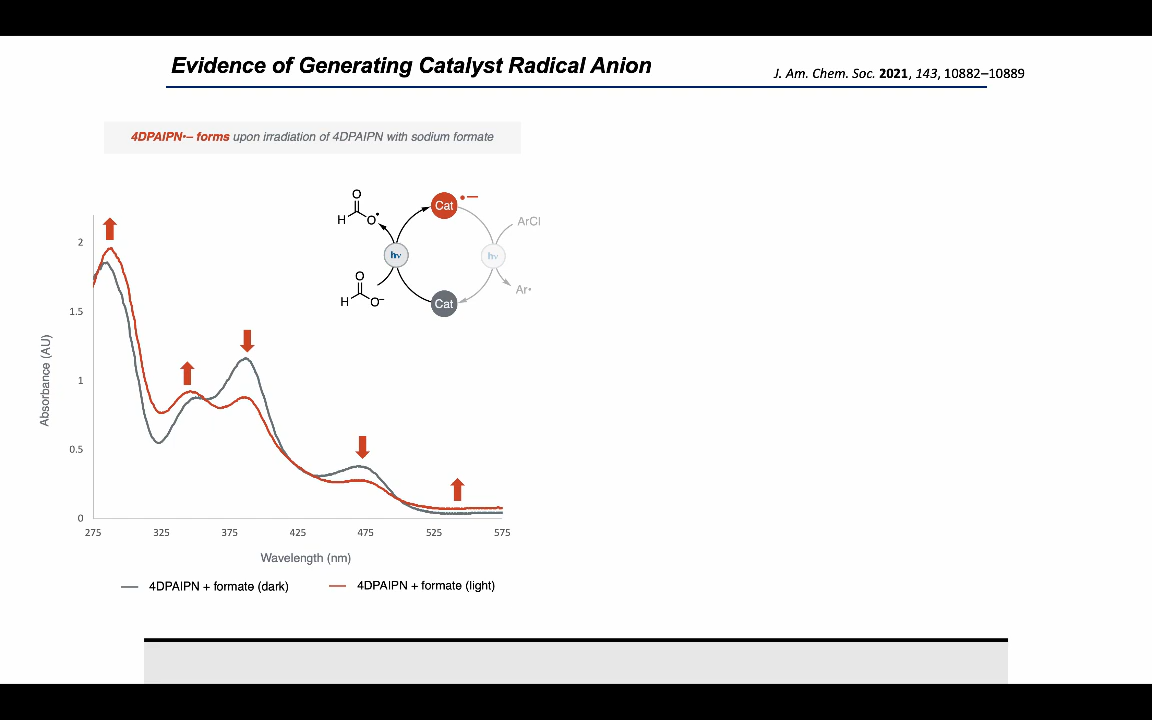 Evidence of Generating Catalyst Radical Anion
J. Am. Chem. Soc. 2021, 143, 10882–10889
4DPAIPN•– forms upon irradiation of 4DPAIPN with sodium formate
O
H O•
Cat •–
ArCl
hν
hν
O
H O–
Cat
Ar•
2
1.5
1
0.5
0
Absorbance (AU)
275 325 375 425 475 525 575
Wavelength (nm)
4DPAIPN + formate (dark)
4DPAIPN + formate (light)